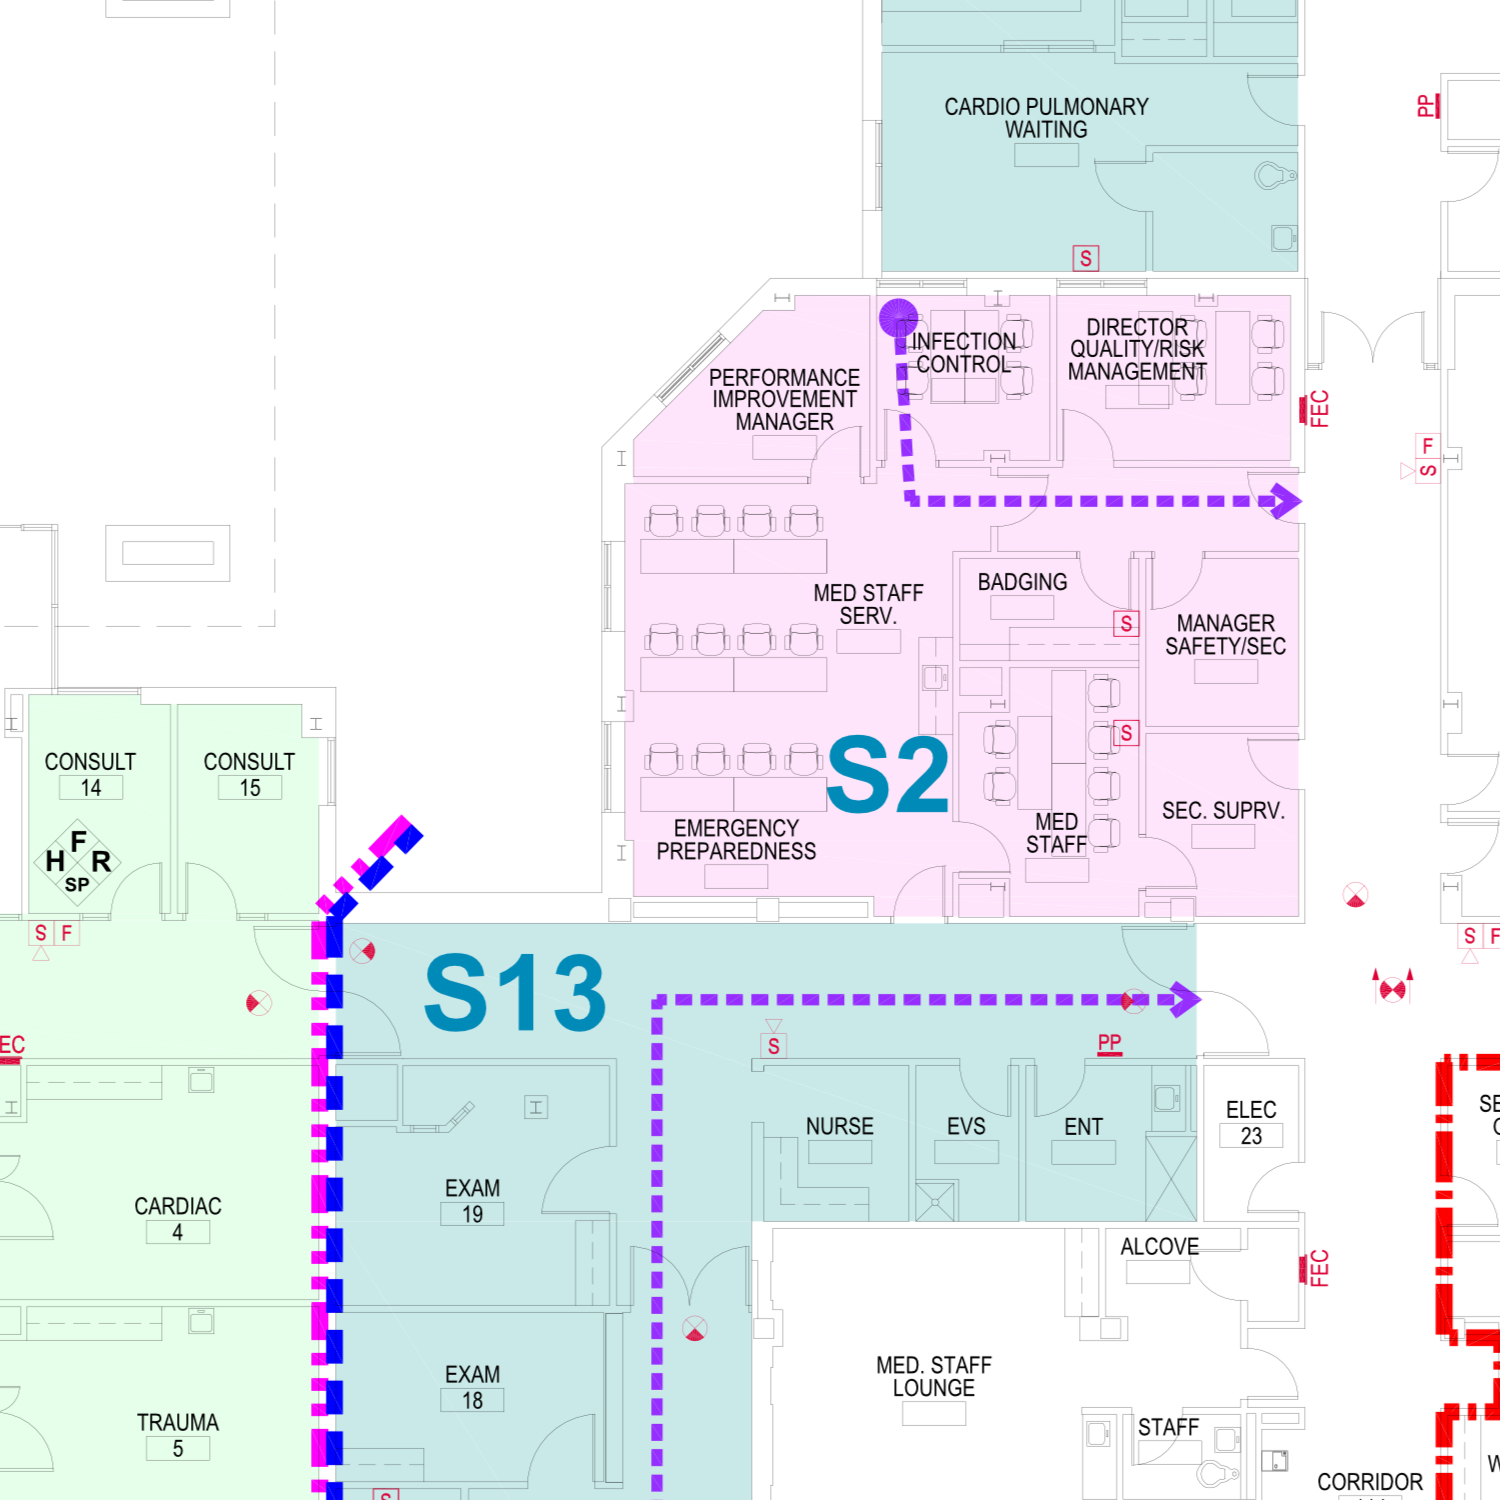 CARDIO PULMONARY
WAITING
PP
S
INFECTION
CONTROL
DIRECTOR
QUALITY/RISK
MANAGEMENT
PERFORMANCE
IMPROVEMENT
MANAGER
FEC
F
S
MED STAFF
SERV.
BADGING
S
MANAGER
SAFETY/SEC
S
S2
CONSULT
14
CONSULT
15
SEC. SUPRV.
MED
STAFF
EMERGENCY
PREPAREDNESS
F
H R
SP
S F
S F
S13
EC
S
PP
NURSE
EVS
ENT
ELEC
23
EXAM
19
CARDIAC
4
ALCOVE
FEC
EXAM
18
MED. STAFF
LOUNGE
TRAUMA
5
STAFF
CORRIDOR
S